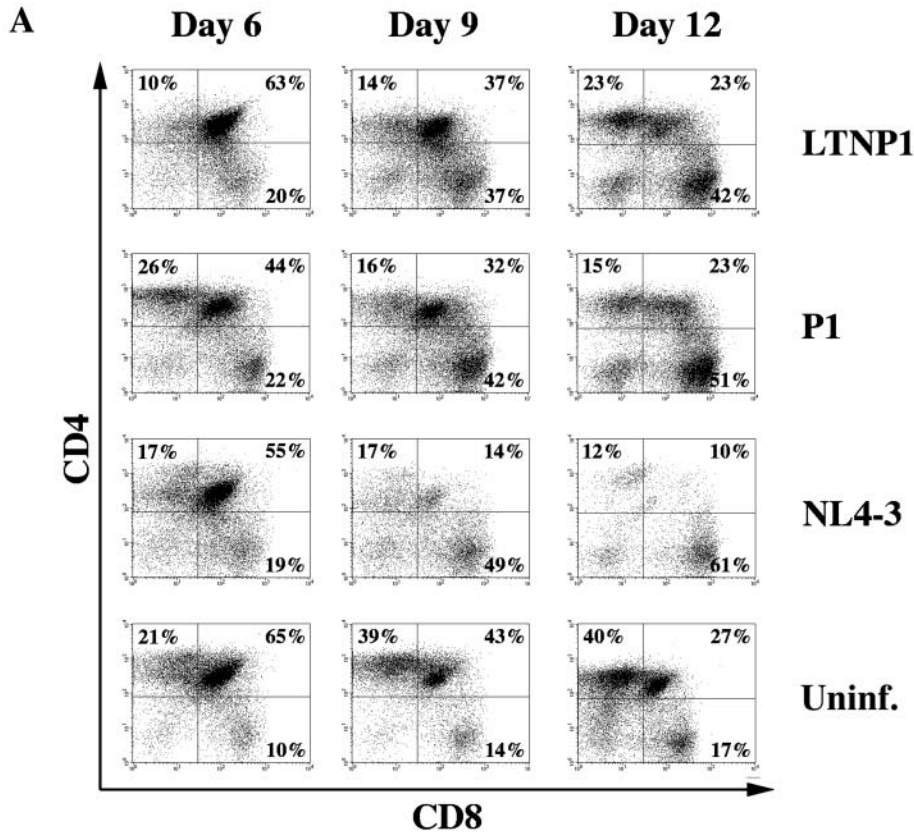 A
Day 6 Day 9 Day 12
10% 63% 14% 37% 23% 23%
LTNP1
20% 37% 42%
26% 44% 16% 32% 15% 23%
P1
22% 42% 51%
17% 55% 17% 14% 12% 10%
NL4-3
19% 49% 61%
21% 65% 39% 43% 40% 27%
Uninf.
10% 14% 17%
CD4
CD8